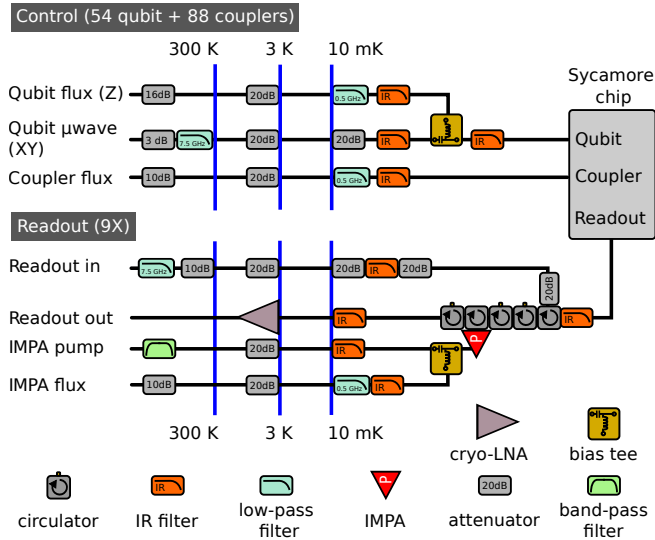 Control (54 qubit + 88 couplers)
300 K 3 K 10 mK
Sycamore
chip
Qubit flux (Z) 16dB 20dB 0.5 GHz IR
Qubit μwave
(XY)
3 dB 7.5 GHz 20dB 20dB IR IR Qubit
Coupler flux 10dB 20dB 0.5 GHz IR Coupler
Readout
Readout (9X)
Readout in 7.5 GHz 10dB 20dB 20dB IR 20dB
20dB
Readout out IR IR
IMPA pump 20dB IR P
IMPA flux 10dB 20dB 0.5 GHz IR
300 K 3 K 10 mK
cryo-LNA bias tee
IR P 20dB
circulator IR filter low-pass
filter IMPA attenuator band-pass
filter